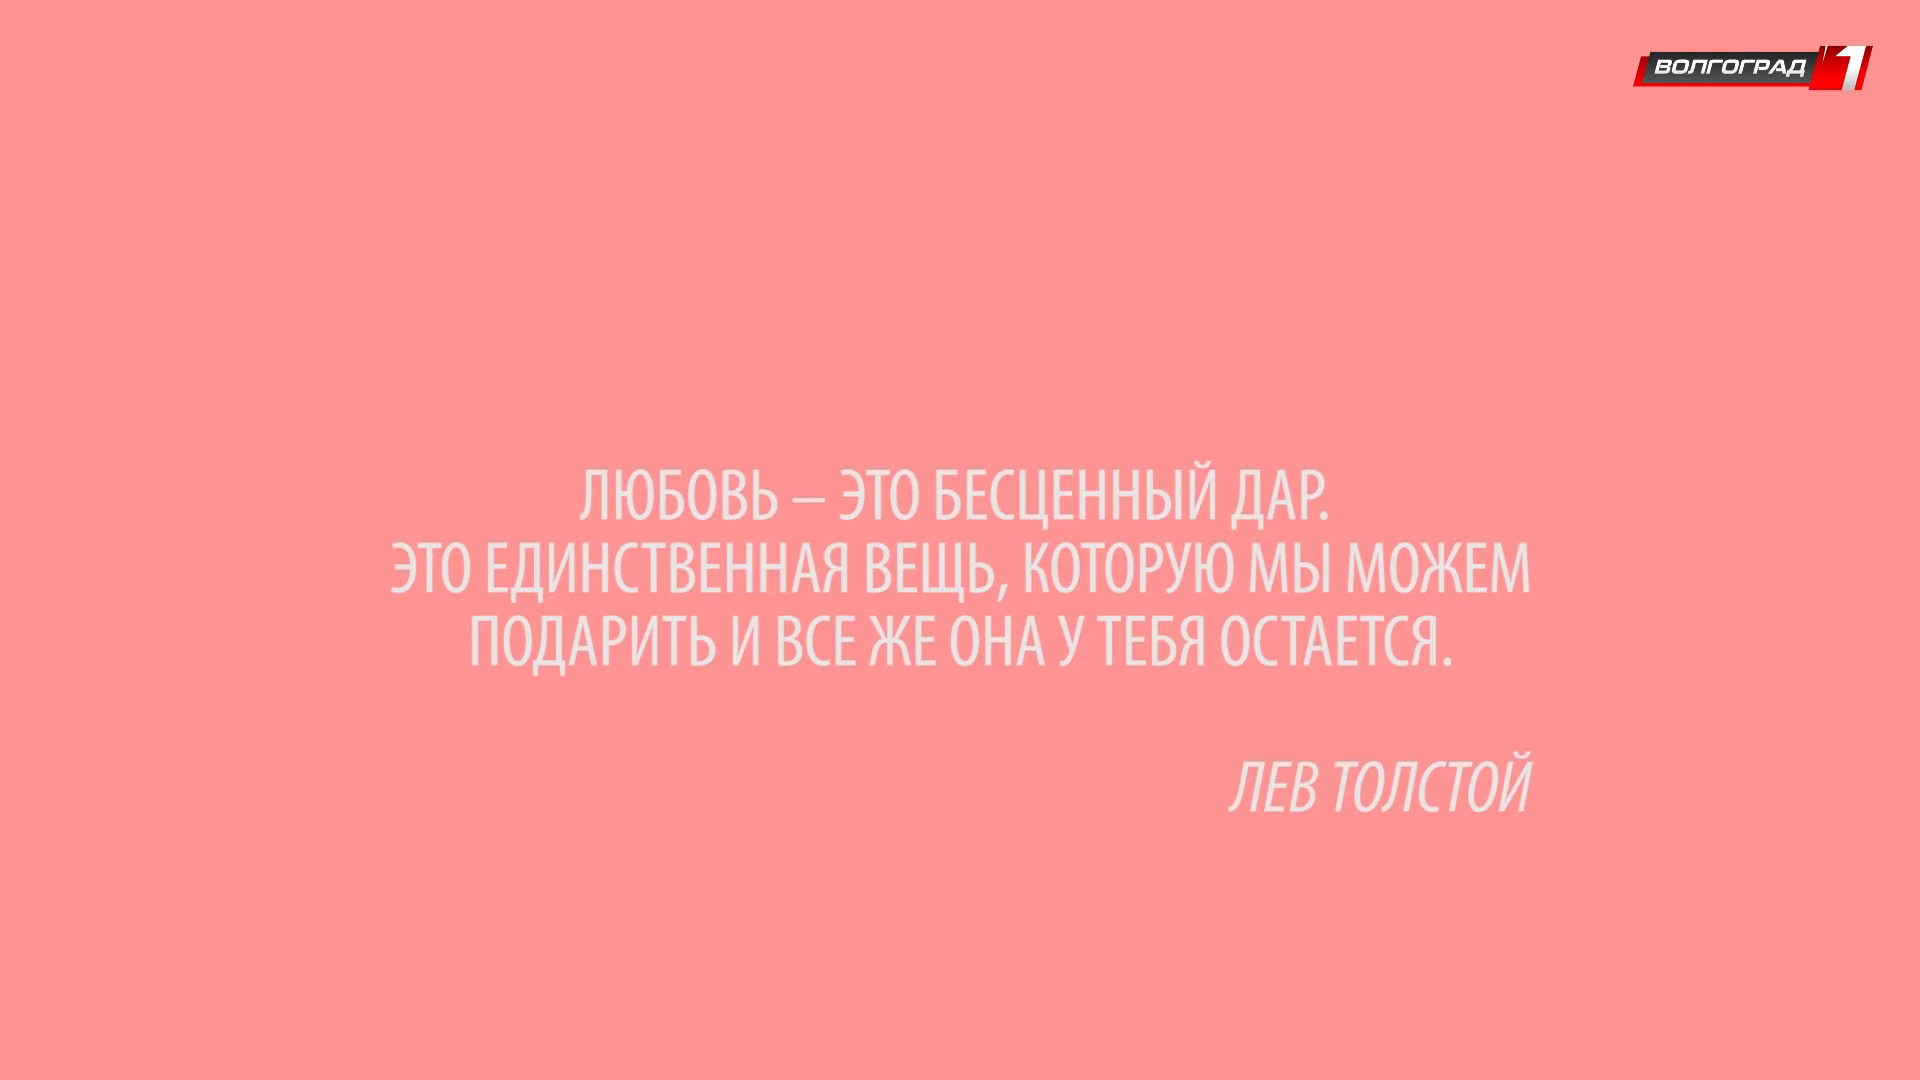 ВОЛГОГРАД 1
ЛЮБОВЬ – ЭТО БЕСЦЕННЫЙ ДАР.
ЭТО ЕДИНСТВЕННАЯ ВЕЩЬ, КОТОРУЮ МЫ МОЖЕМ
ПОДАРИТЬ И ВСЕ ЖЕ ОНА У ТЕБЯ ОСТАЕТСЯ.
ЛЕВ ТОЛСТОЙ